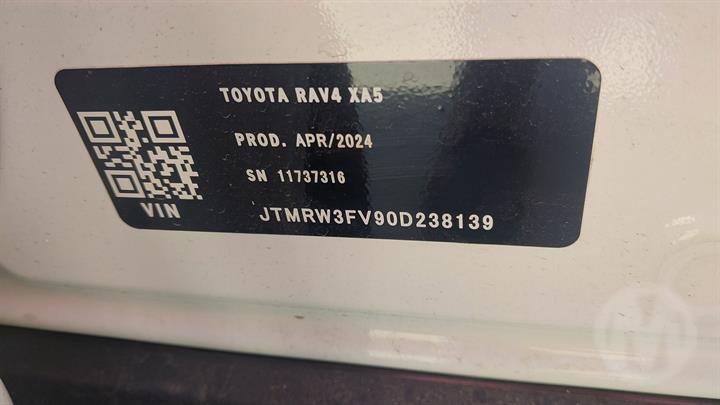 TOYOTA RAV4 XA5
PROD. APR/2024
SN 11737316
VIN
JTMRW3FV90D238139
M